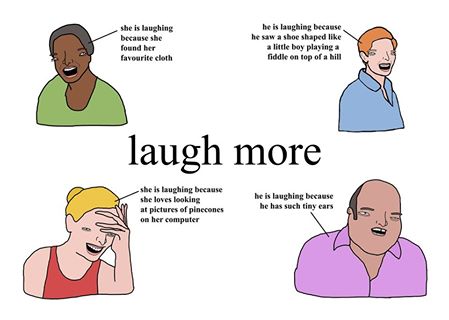 she is laughing
because she
found her
favourite cloth
he is laughing because
he saw a shoe shaped like
a little boy playing a
fiddle on top of a hill
laugh more
she is laughing because
she loves looking
at pictures of pinecones
on her computer
he is laughing because
he has such tiny ears